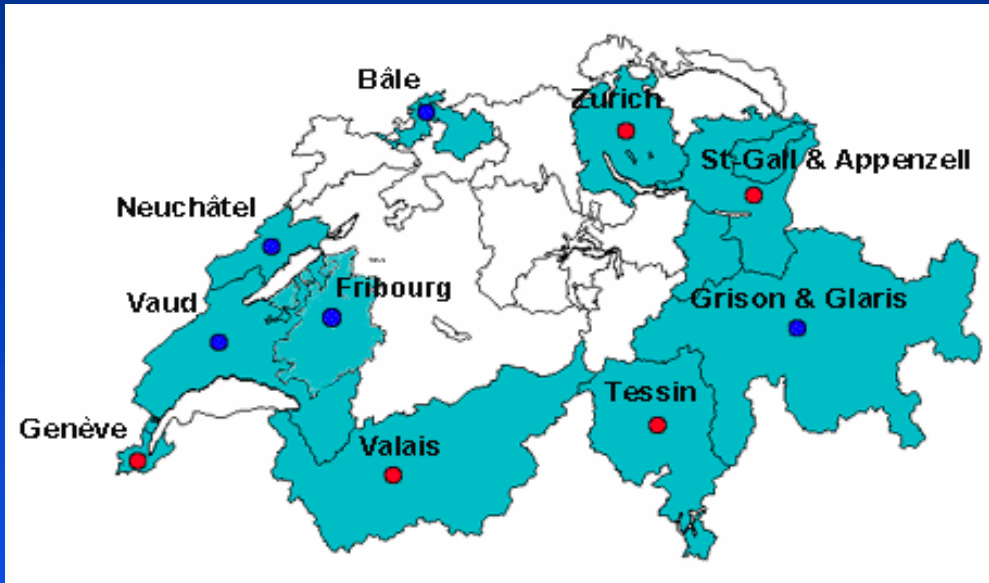 Bâle
Zurich
St-Gall & Appenzell
Neuchâtel
Vaud
Fribourg
Grison & Glaris
Tessin
Genève
Valais